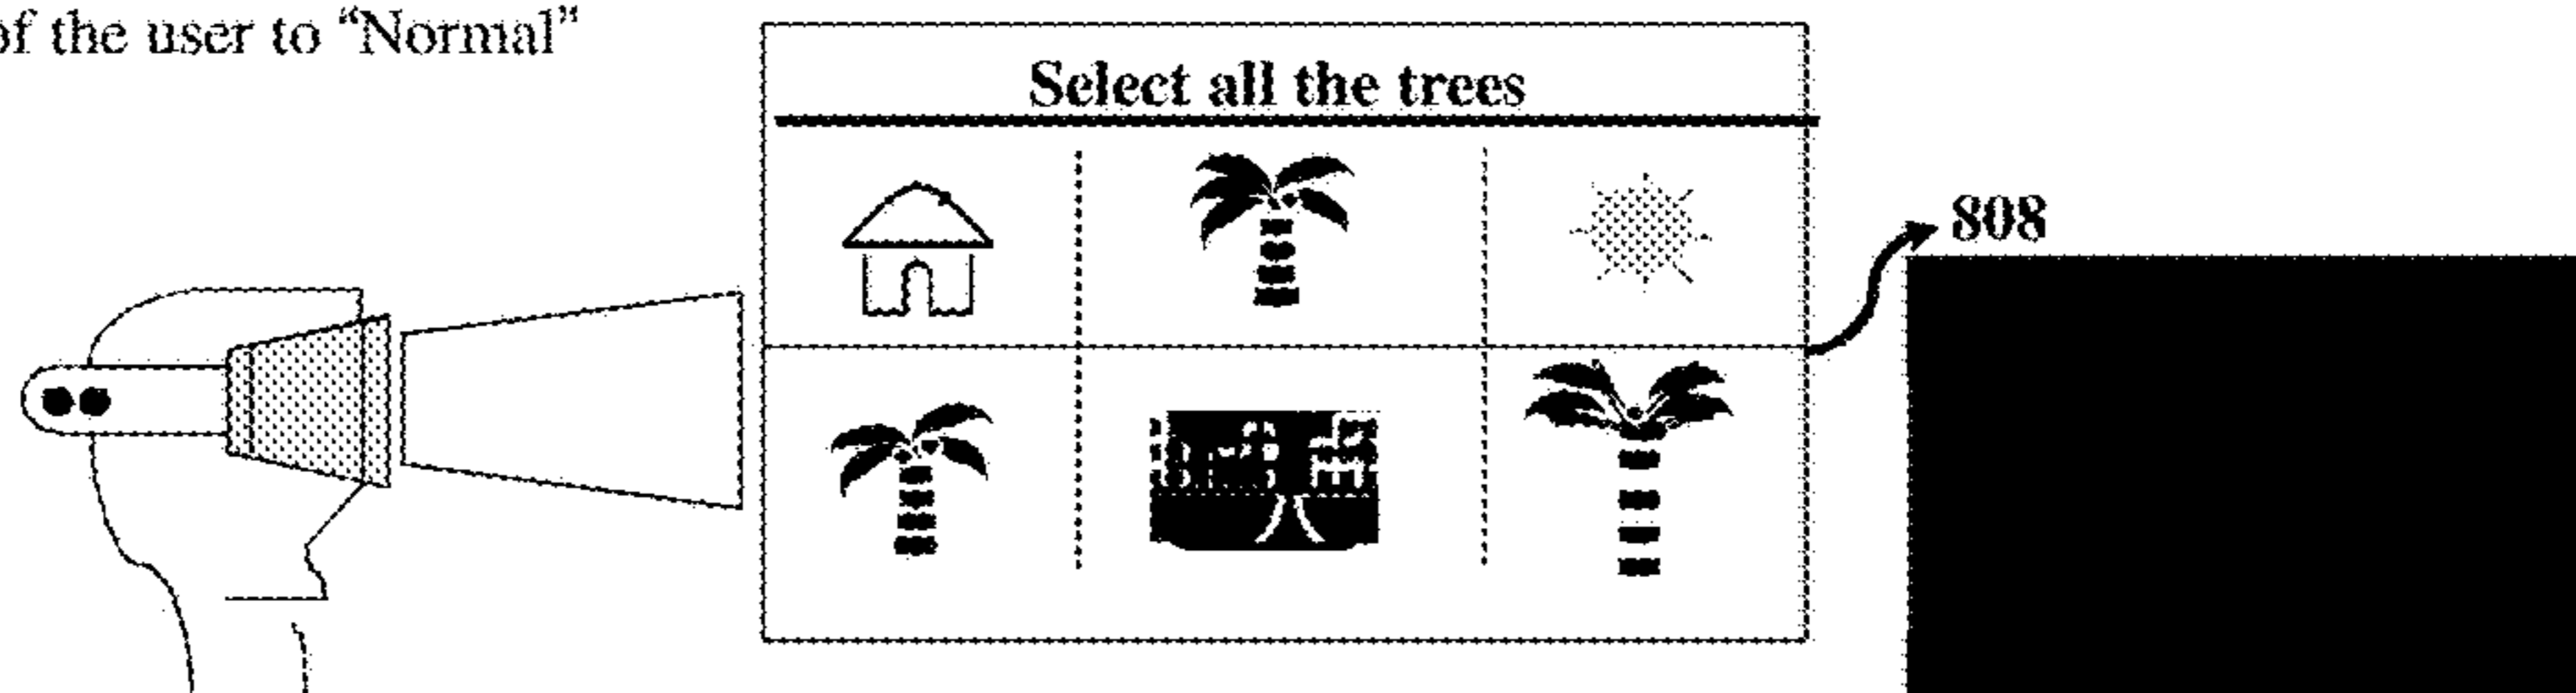 of the user to “Normal”
Select all the trees
808